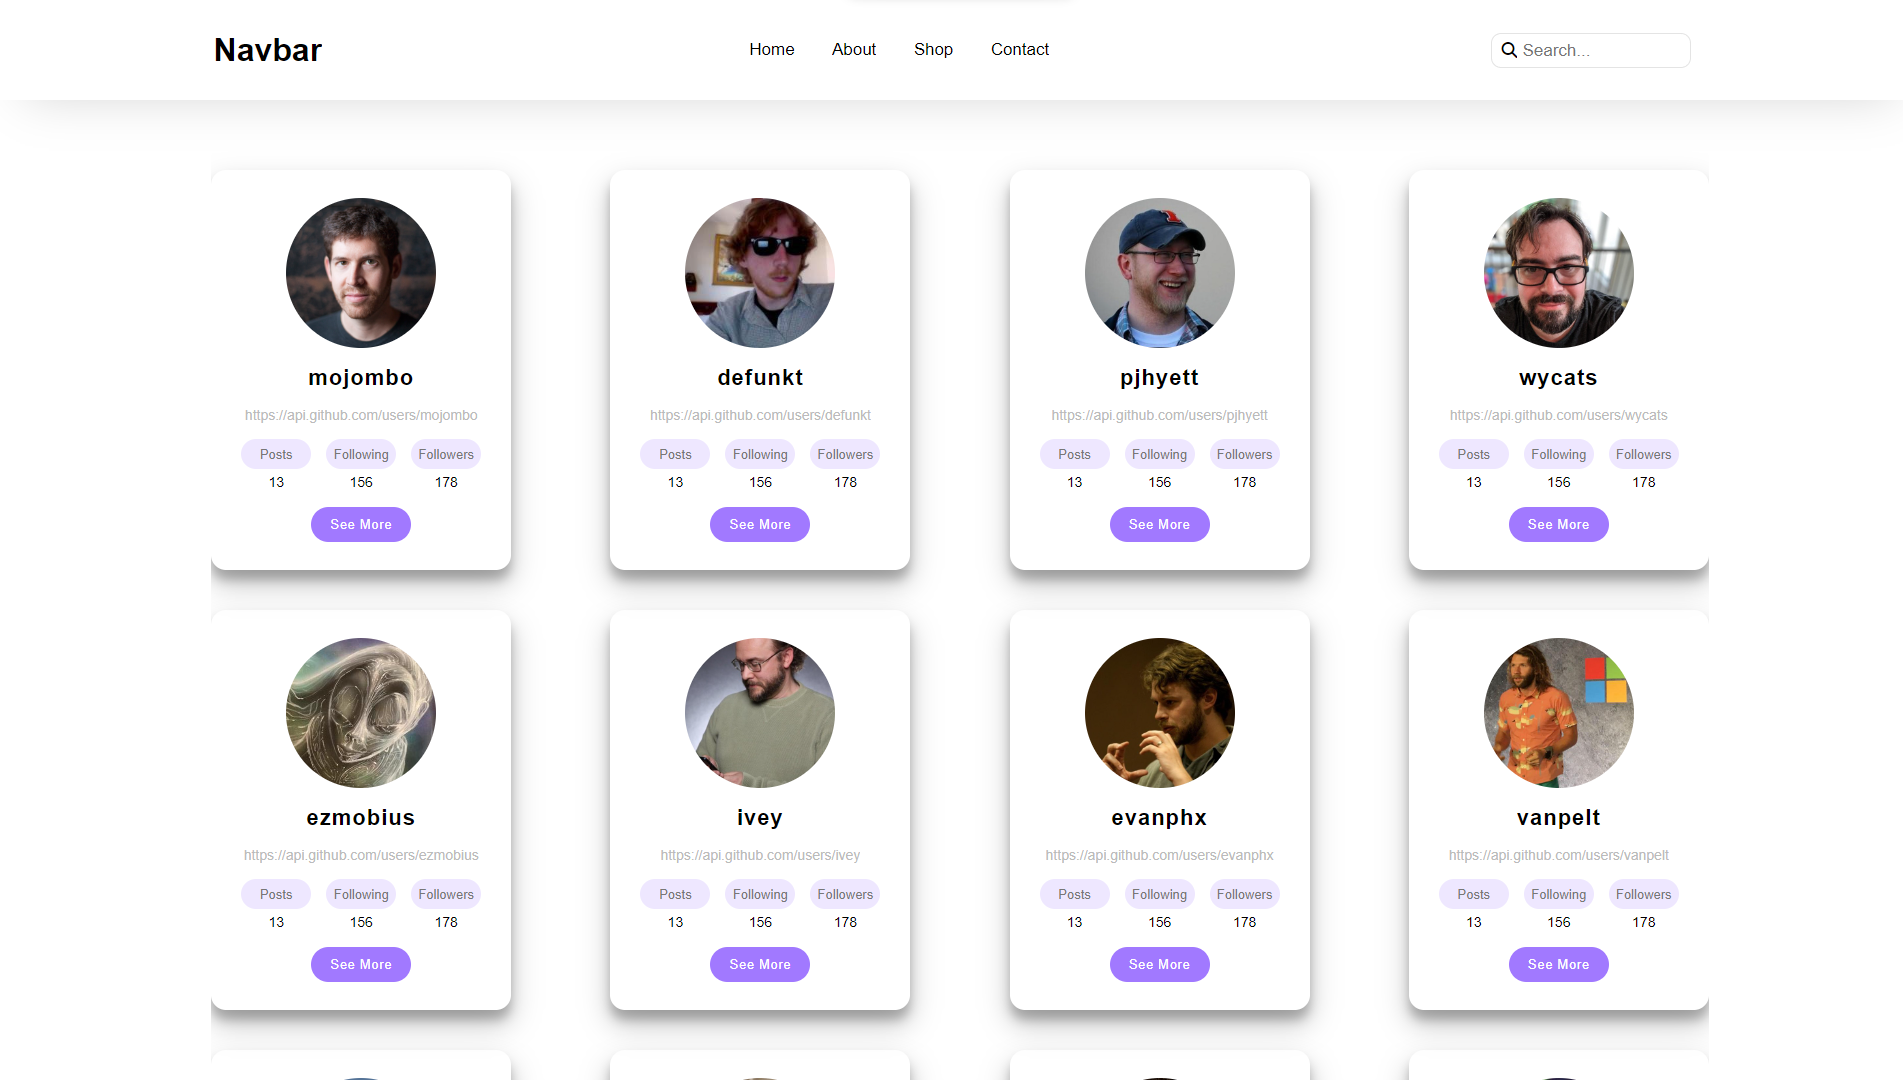 Navbar
Home About Shop Contact
Search...
mojombo defunkt pjhyett wycats
https://api.github.com/users/mojombo https://api.github.com/users/defunkt https://api.github.com/users/pjhyett https://api.github.com/users/wycats
Posts Following Followers Posts Following Followers Posts Following Followers Posts Following Followers
13 156 178 13 156 178 13 156 178 13 156 178
See More See More See More See More
ezmobius ivey evanphx vanpelt
https://api.github.com/users/ezmobius https://api.github.com/users/ivey https://api.github.com/users/evanphx https://api.github.com/users/vanpelt
Posts Following Followers Posts Following Followers Posts Following Followers Posts Following Followers
13 156 178 13 156 178 13 156 178 13 156 178
See More See More See More See More